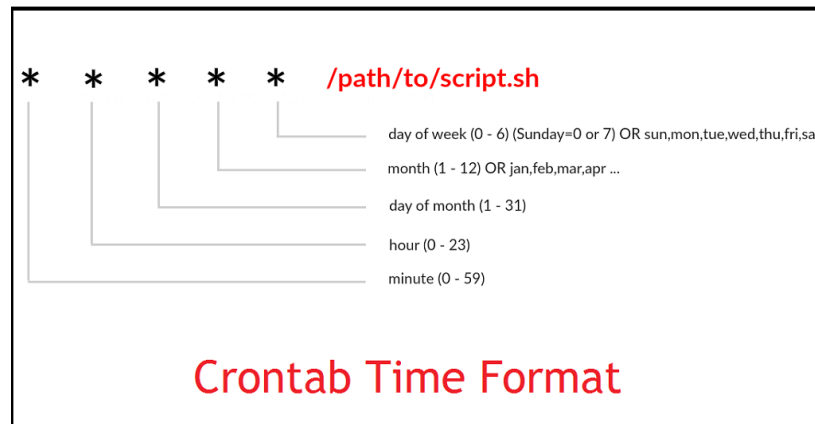 * * * * * /path/to/script.sh
day of week (0 - 6) (Sunday=0 or 7) OR sun,mon,tue,wed,thu,fri,sa
month (1 - 12) OR jan,feb,mar,apr ...
day of month (1 - 31)
hour (0 - 23)
minute (0 - 59)
Crontab Time Format